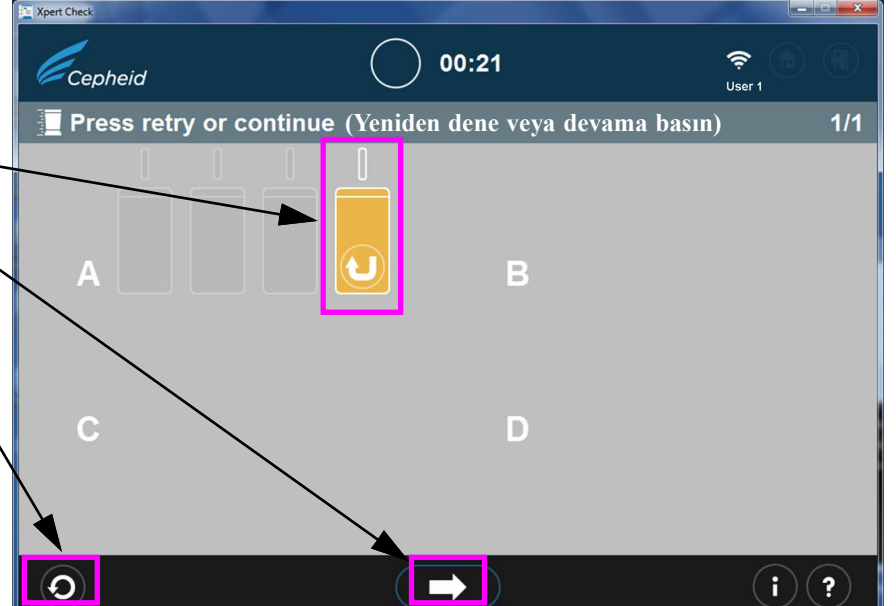 Xpert Check
Cepheid
00:21
User 1
Press retry or continue (Yeniden dene veya devama basın)
1/1
A
B
C
D
i
?